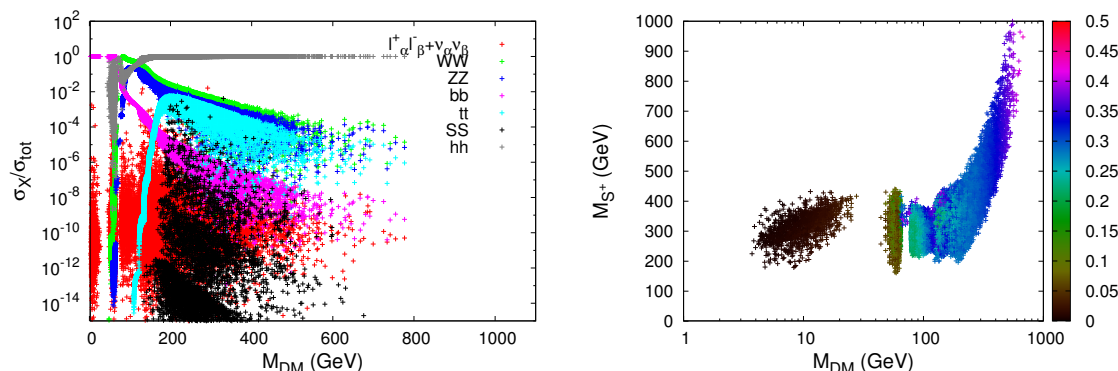 10^2
10^0
10^-2
10^-4
10^-6
10^-8
10^-10
10^-12
10^-14
σ_X/σ_tot
0 200 400 600 800 1000
M_DM (GeV)
l^+_α l^-_β+ν_αν_β
WW
ZZ
bb
tt
SS
hh
1000
900
800
700
600
500
400
300
200
100
0
M_S^+ (GeV)
1 10 100 1000
M_DM (GeV)
0.5
0.45
0.4
0.35
0.3
0.25
0.2
0.15
0.1
0.05
0